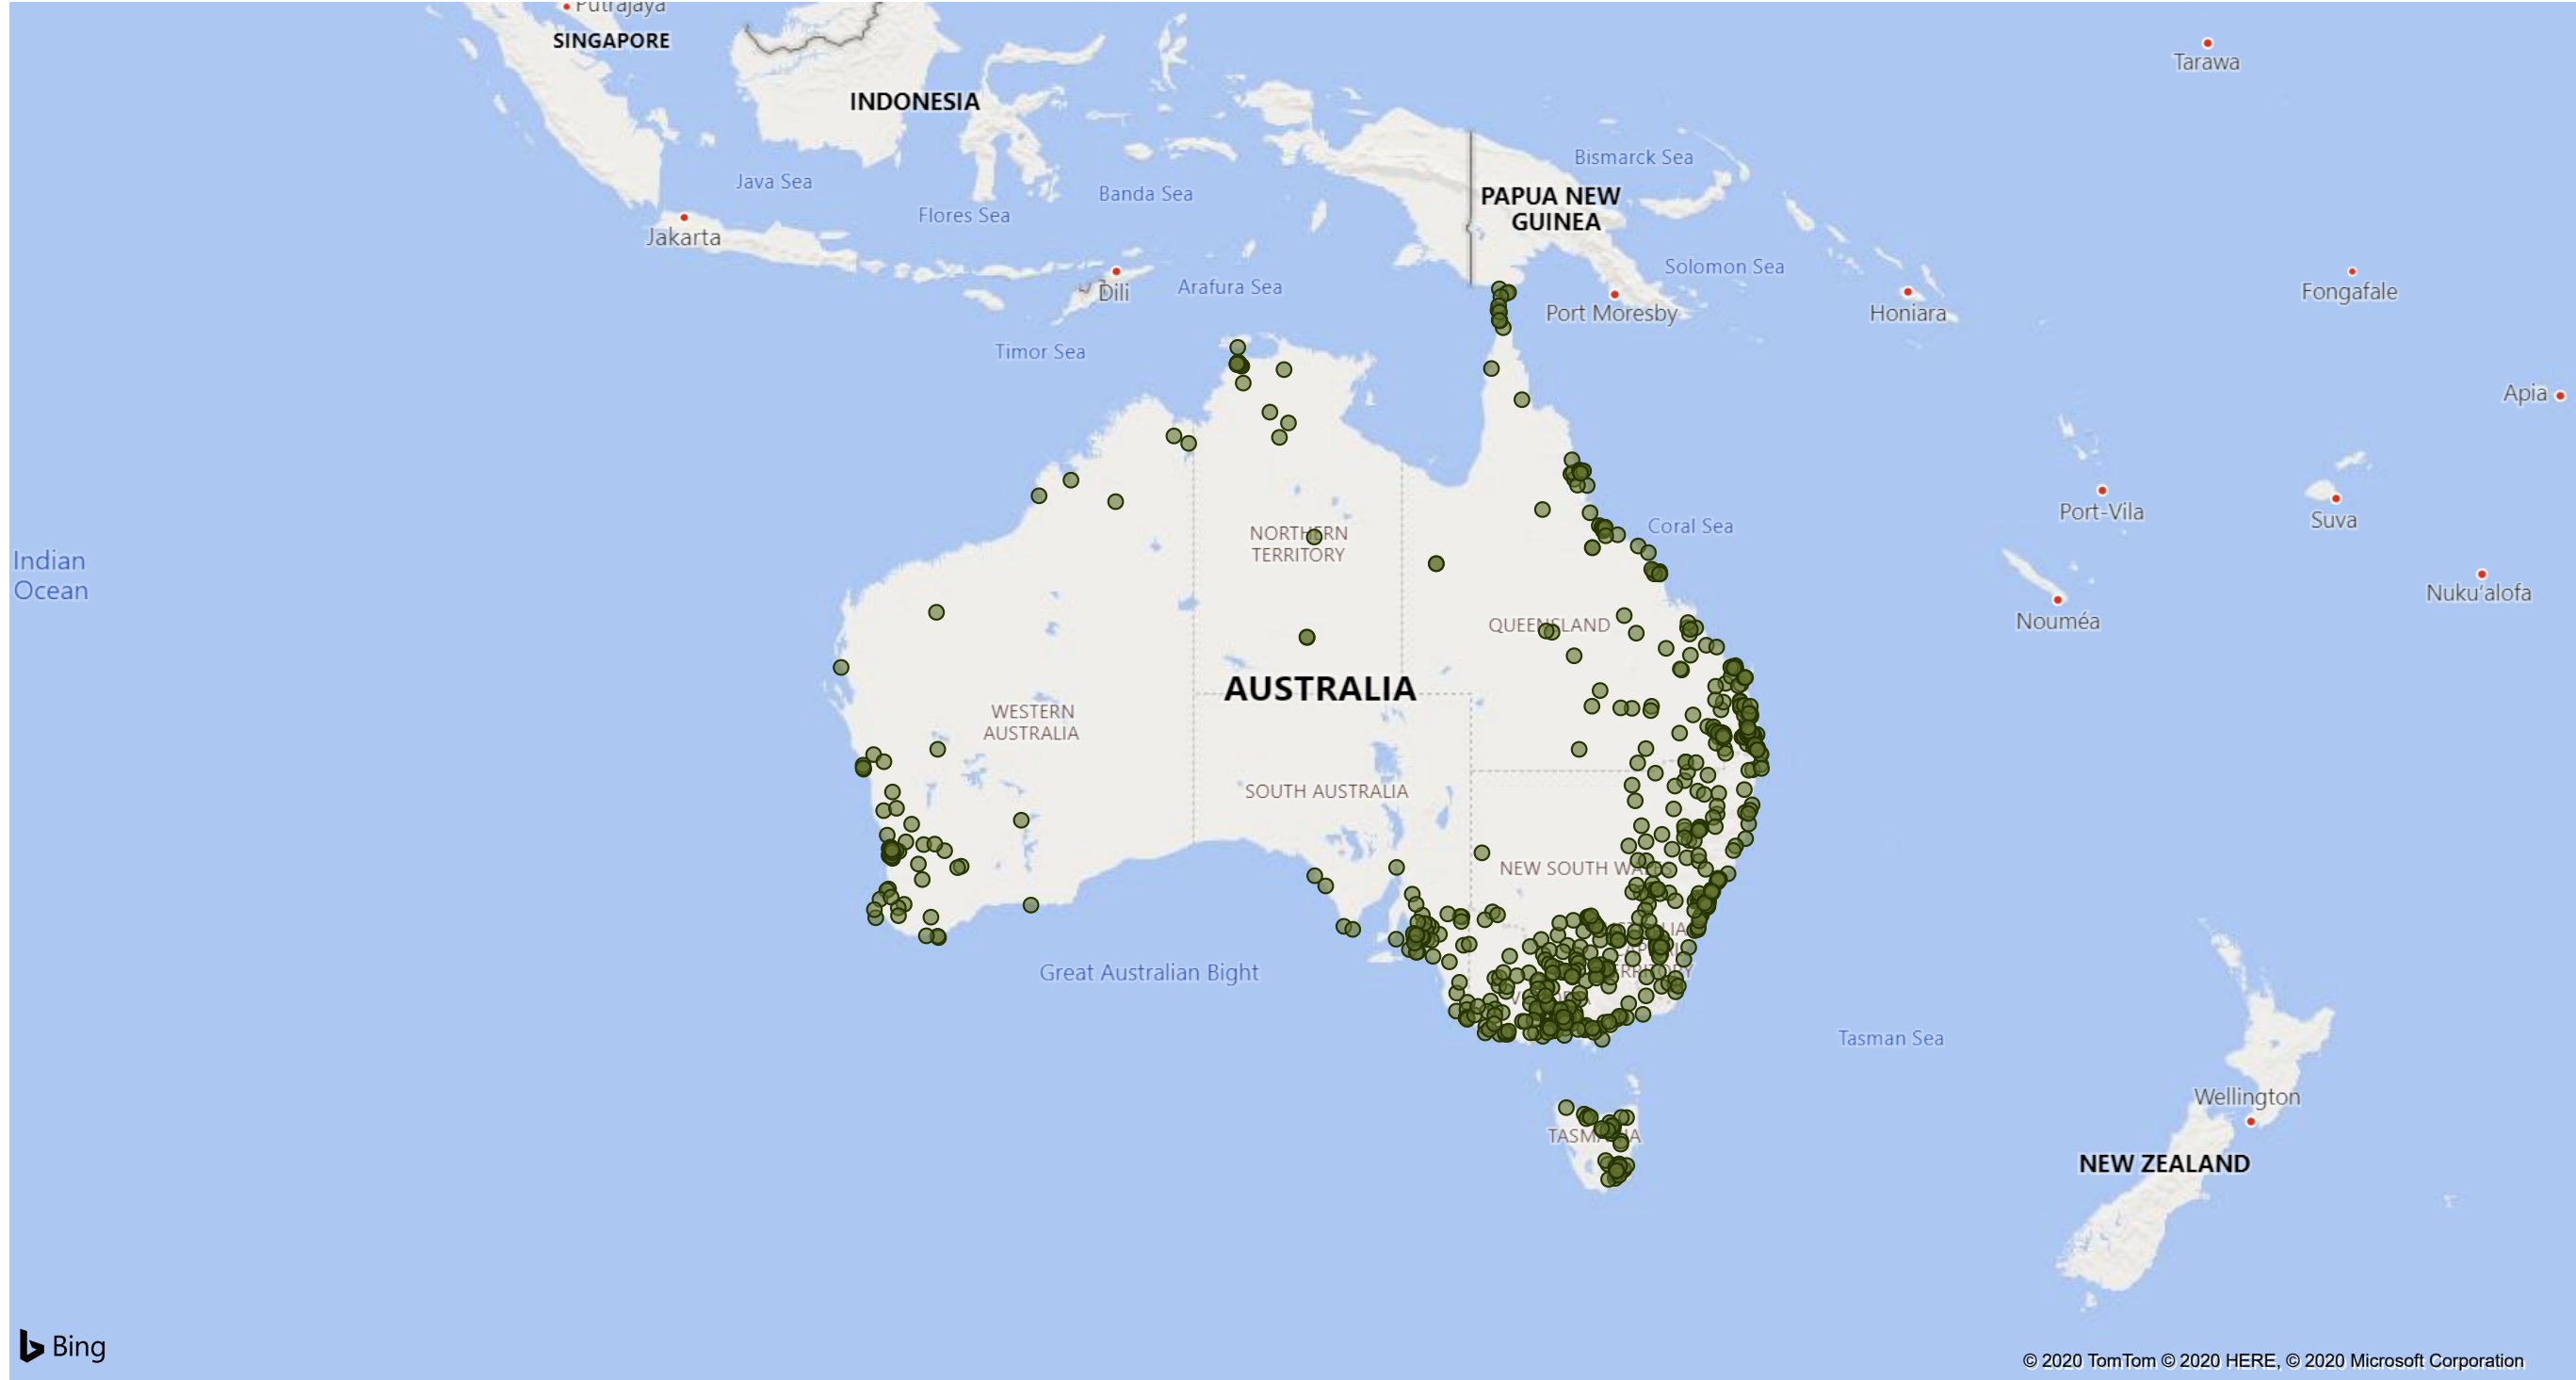 Putrajaya
SINGAPORE
Tarawa
INDONESIA
Bismarck Sea
Java Sea
Banda Sea
PAPUA NEW
GUINEA
Flores Sea
Jakarta
Solomon Sea
Dili
Arafura Sea
Port Moresby
Honiara
Fongafale
Timor Sea
Apia
Port-Vila
Suva
Coral Sea
NORTHERN
TERRITORY
Indian
Ocean
Nuku'alofa
Nouméa
QUEENSLAND
AUSTRALIA
WESTERN
AUSTRALIA
SOUTH AUSTRALIA
NEW SOUTH
TERRITORY
Great Australian Bight
Tasman Sea
Wellington
TASMANIA
NEW ZEALAND
Bing
© 2020 TomTom © 2020 HERE, © 2020 Microsoft Corporation